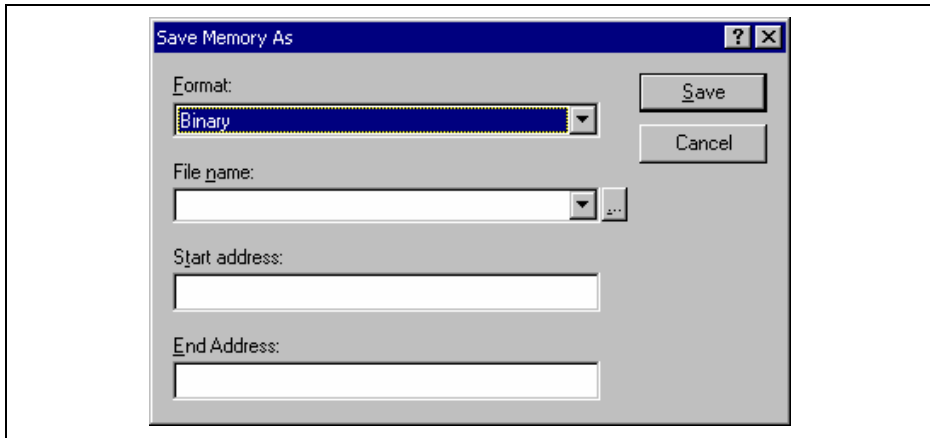 Save Memory As
Format:
Save
Binary
Cancel
File name:
...
Start address:
End Address: